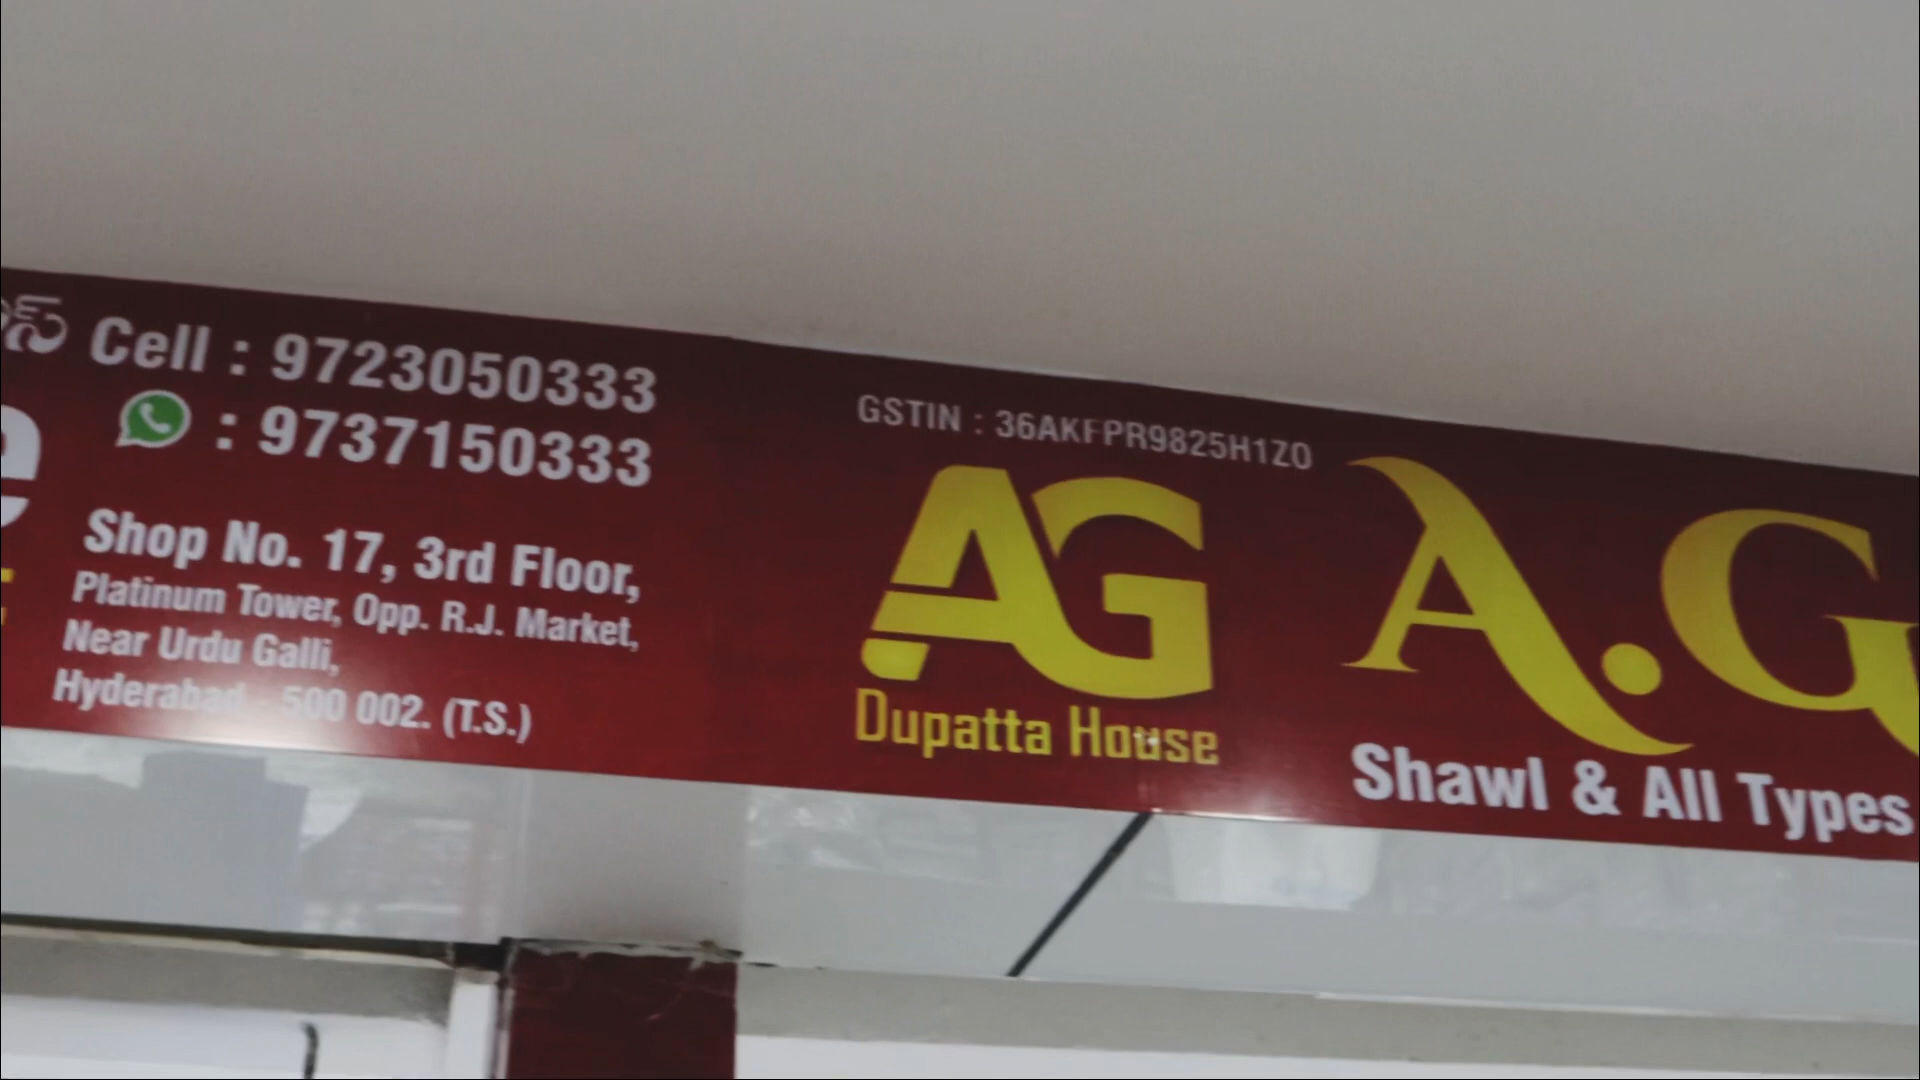 Cell : 9723050333
: 9737150333
Shop No. 17, 3rd Floor,
Platinum Tower, Opp. R.J. Market,
Near Urdu Galli,
Hyderabad - 500 002. (T.S.)
GSTIN : 36AKFPR9825H1ZO
AG
Dupatta House
A.G
Shawl & All Types